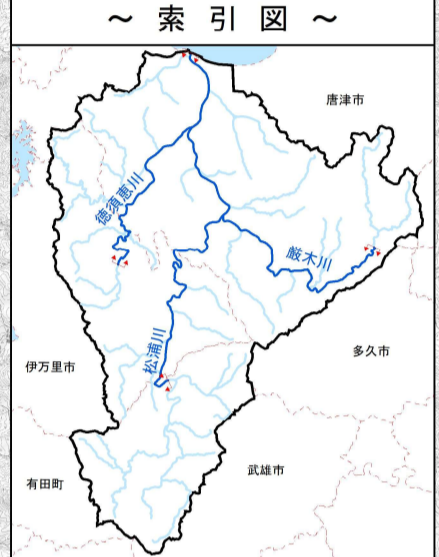 ～ 索 引 図 ～
唐津市
徳須恵川
厳木川
松浦川
多久市
伊万里市
武雄市
有田町